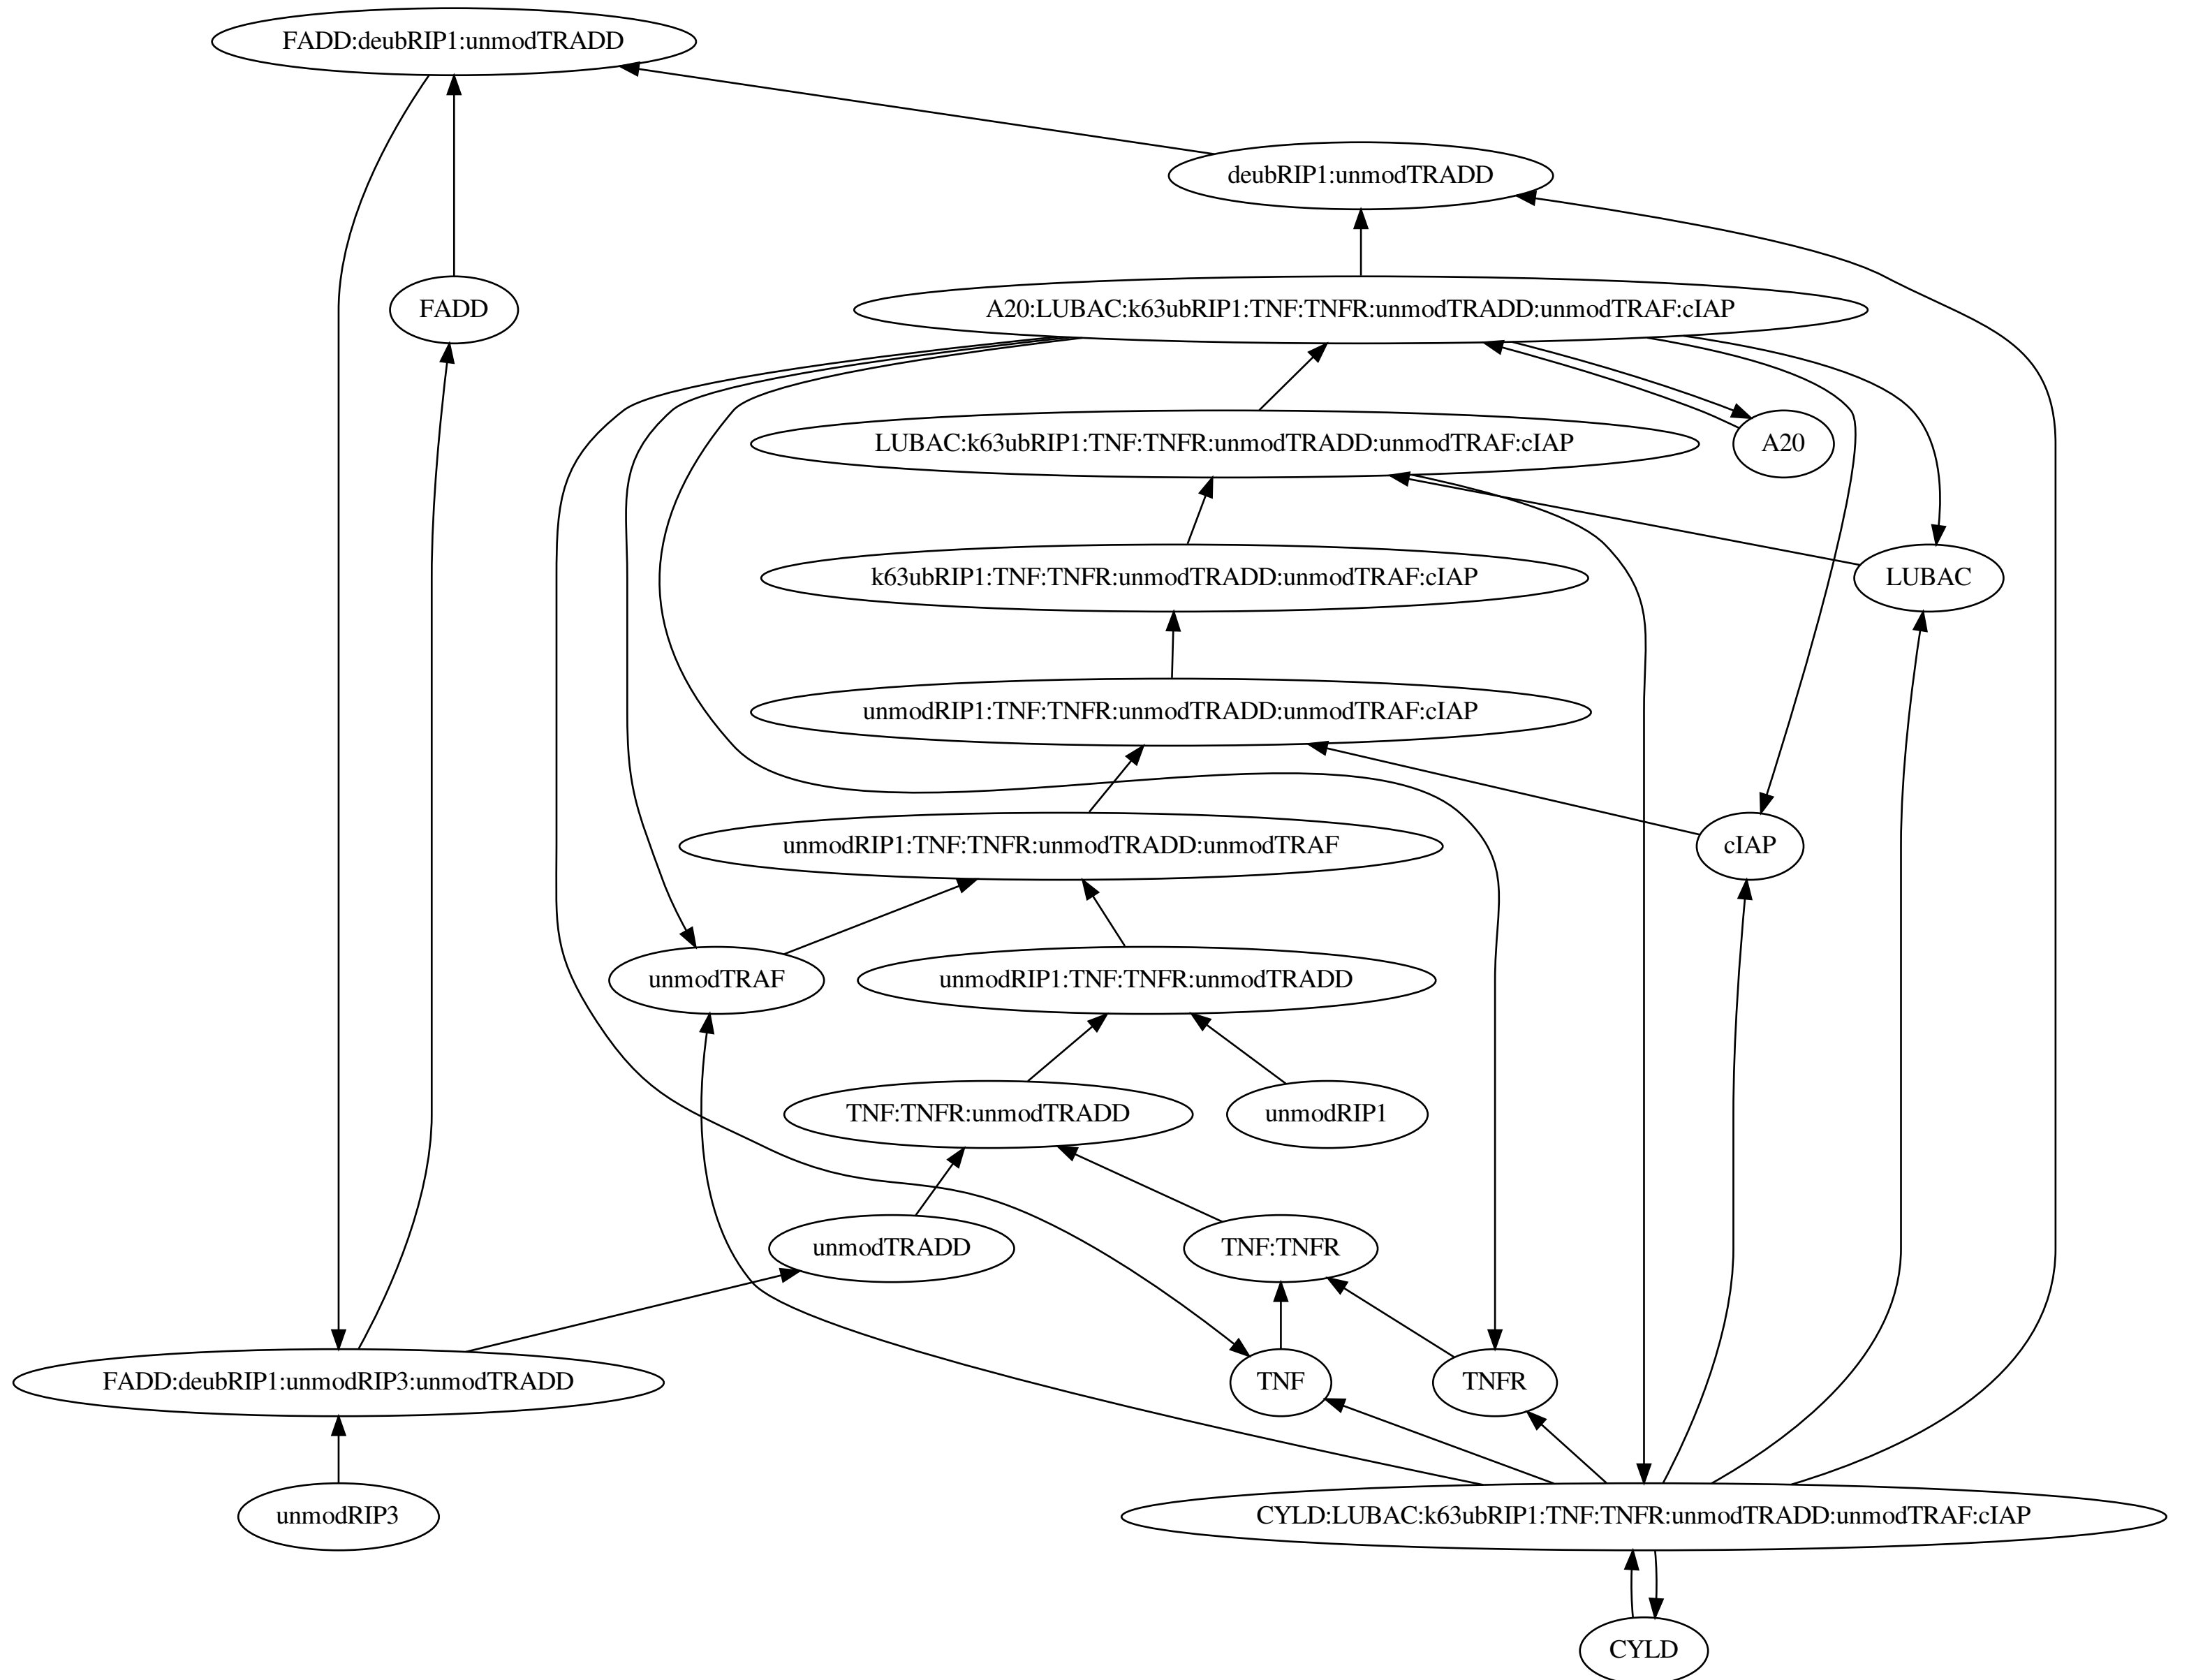 FADD:deubRIP1:unmodTRADD
deubRIP1:unmodTRADD
FADD
A20:LUBAC:k63ubRIP1:TNF:TNFR:unmodTRADD:unmodTRAF:cIAP
LUBAC:k63ubRIP1:TNF:TNFR:unmodTRADD:unmodTRAF:cIAP
A20
k63ubRIP1:TNF:TNFR:unmodTRADD:unmodTRAF:cIAP
LUBAC
unmodRIP1:TNF:TNFR:unmodTRADD:unmodTRAF:cIAP
unmodRIP1:TNF:TNFR:unmodTRADD:unmodTRAF
cIAP
unmodTRAF
unmodRIP1:TNF:TNFR:unmodTRADD
TNF:TNFR:unmodTRADD
unmodRIP1
unmodTRADD
TNF:TNFR
FADD:deubRIP1:unmodRIP3:unmodTRADD
TNF
TNFR
unmodRIP3
CYLD:LUBAC:k63ubRIP1:TNF:TNFR:unmodTRADD:unmodTRAF:cIAP
CYLD